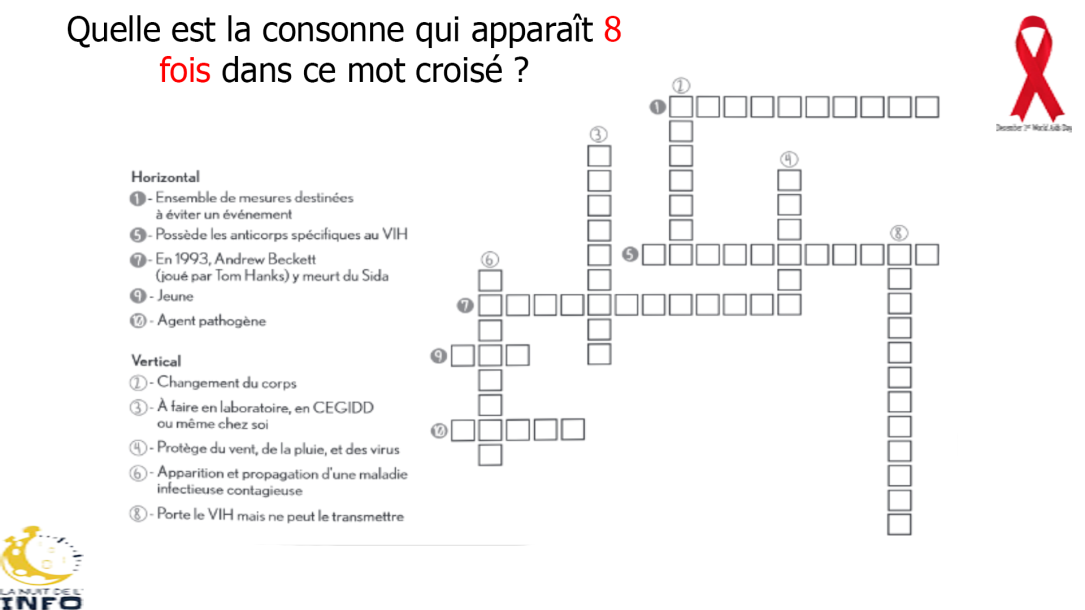 Quelle est la consonne qui apparaît 8
fois dans ce mot croisé ?
December 1st World Aids Day
2
1
3
4
Horizontal
1 - Ensemble de mesures destinées
à éviter un événement
5 - Possède les anticorps spécifiques au VIH
7 - En 1993, Andrew Beckett
(joué par Tom Hanks) y meurt du Sida
9 - Jeune
10 - Agent pathogène
8
5
6
7
9
10
Vertical
2 - Changement du corps
3 - À faire en laboratoire, en CEGIDD
ou même chez soi
4 - Protège du vent, de la pluie, et des virus
6 - Apparition et propagation d'une maladie
infectieuse contagieuse
8 - Porte le VIH mais ne peut le transmettre
LA NUIT DE L'
INFO